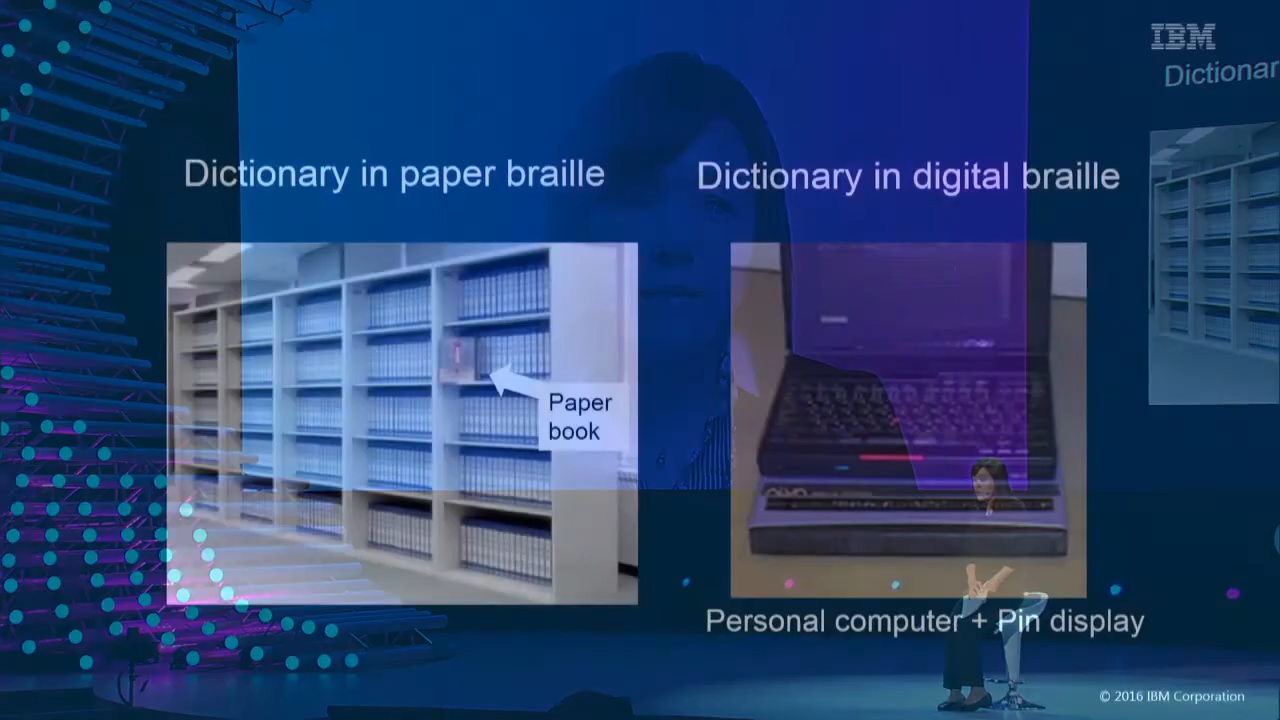 IBM
Dictionar
Dictionary in paper braille
Dictionary in digital braille
Paper
book
Personal computer + Pin display
© 2016 IBM Corporation